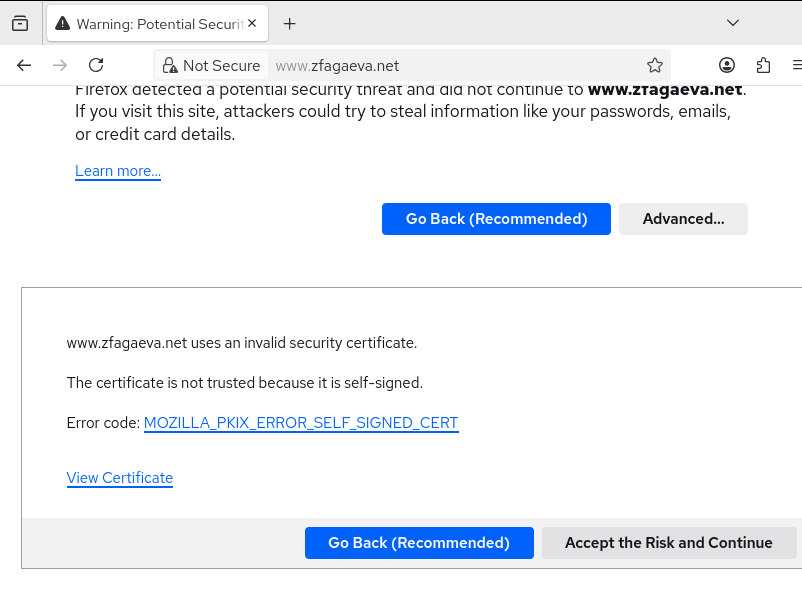 Warning: Potential Securi
Not Secure www.zfagaeva.net
Firefox detected a potential security threat and did not continue to www.zfagaeva.net.
If you visit this site, attackers could try to steal information like your passwords, emails,
or credit card details.
Learn more...
Go Back (Recommended) Advanced...
www.zfagaeva.net uses an invalid security certificate.
The certificate is not trusted because it is self-signed.
Error code: MOZILLA_PKIX_ERROR_SELF_SIGNED_CERT
View Certificate
Go Back (Recommended) Accept the Risk and Continue